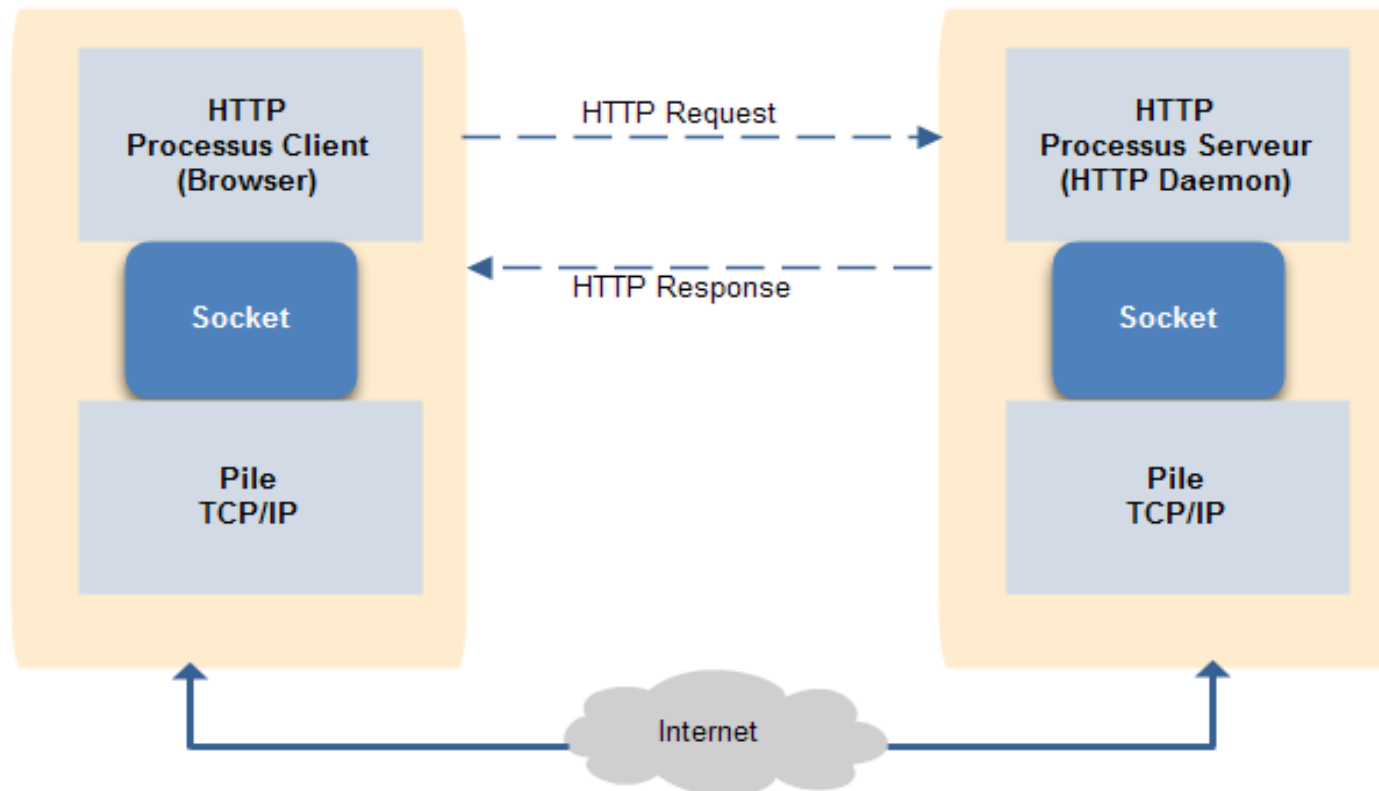 HTTP
Processus Client
(Browser)
HTTP Request
HTTP
Processus Serveur
(HTTP Daemon)
HTTP Response
Socket
Socket
Pile
TCP/IP
Pile
TCP/IP
Internet